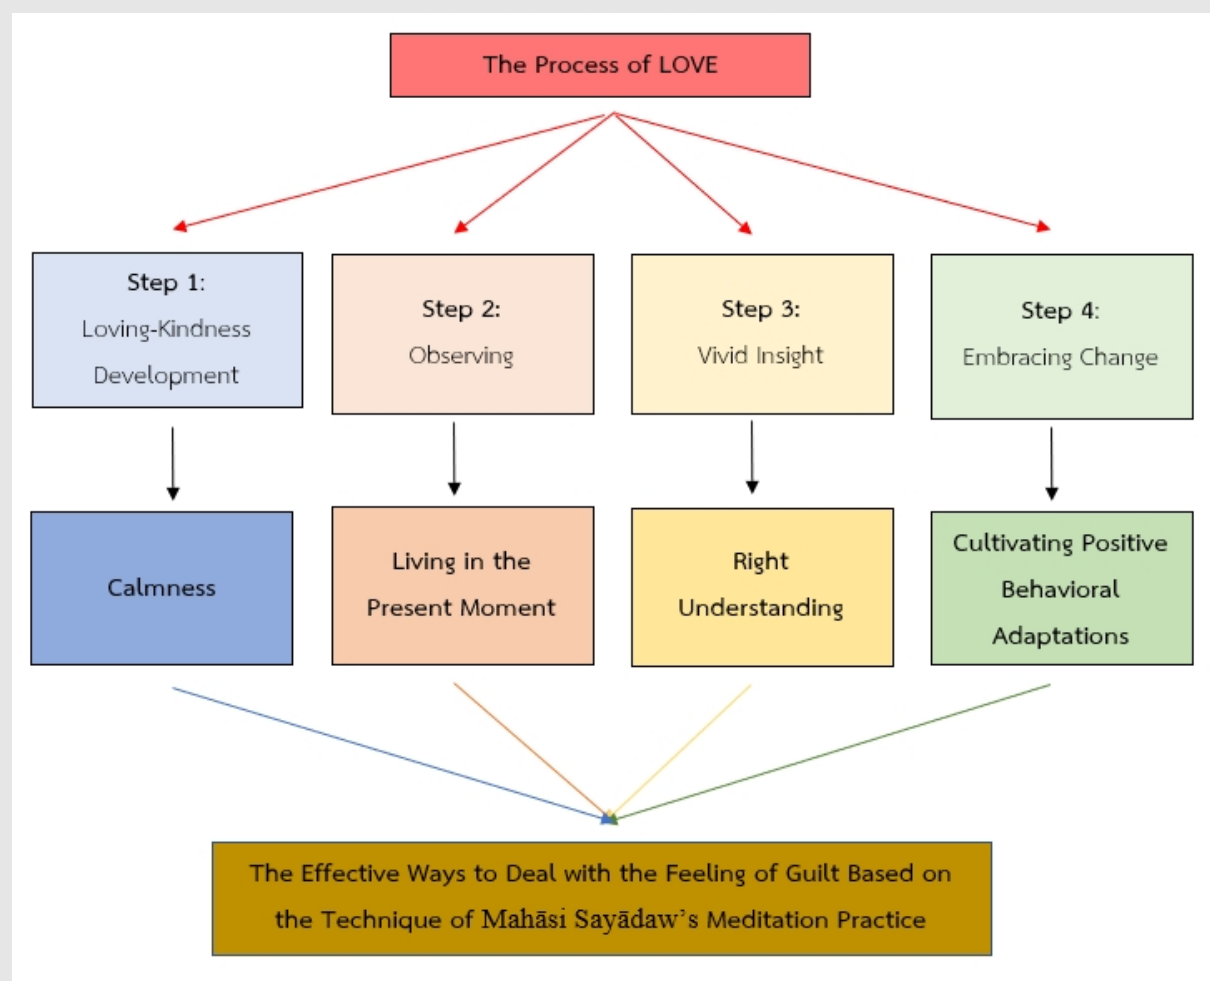 The Process of LOVE
Step 1:
Loving-Kindness
Development
Step 2:
Observing
Step 3:
Vivid Insight
Step 4:
Embracing Change
Calmness
Living in the
Present Moment
Right
Understanding
Cultivating Positive
Behavioral
Adaptations
The Effective Ways to Deal with the Feeling of Guilt Based on
the Technique of Mahāsi Sayādaw’s Meditation Practice